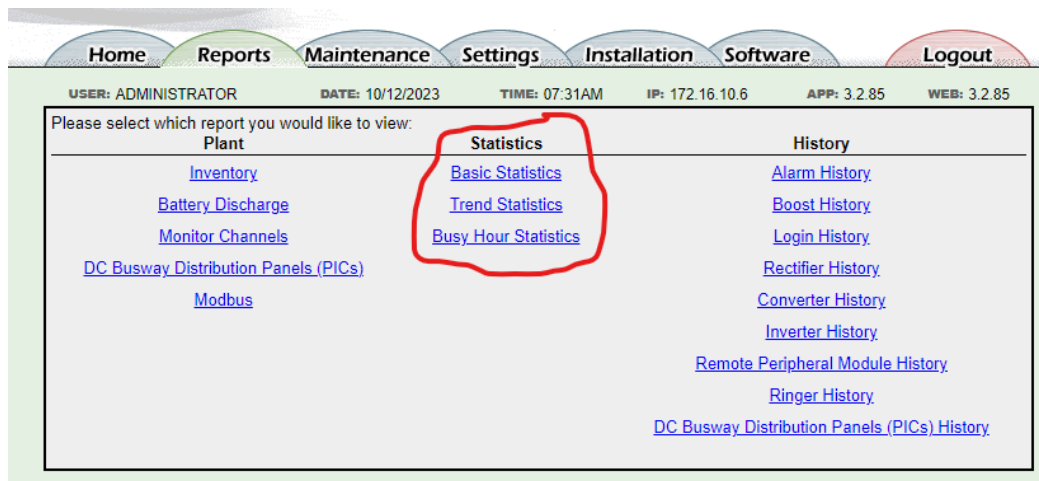 Home Reports Maintenance Settings Installation Software Logout
USER: ADMINISTRATOR DATE: 10/12/2023 TIME: 07:31AM IP: 172.16.10.6 APP: 3.2.85 WEB: 3.2.85
Please select which report you would like to view:
Plant Statistics History
Inventory Basic Statistics Alarm History
Battery Discharge Trend Statistics Boost History
Monitor Channels Busy Hour Statistics Login History
DC Busway Distribution Panels (PICs) Rectifier History
Modbus Converter History
Inverter History
Remote Peripheral Module History
Ringer History
DC Busway Distribution Panels (PICs) History